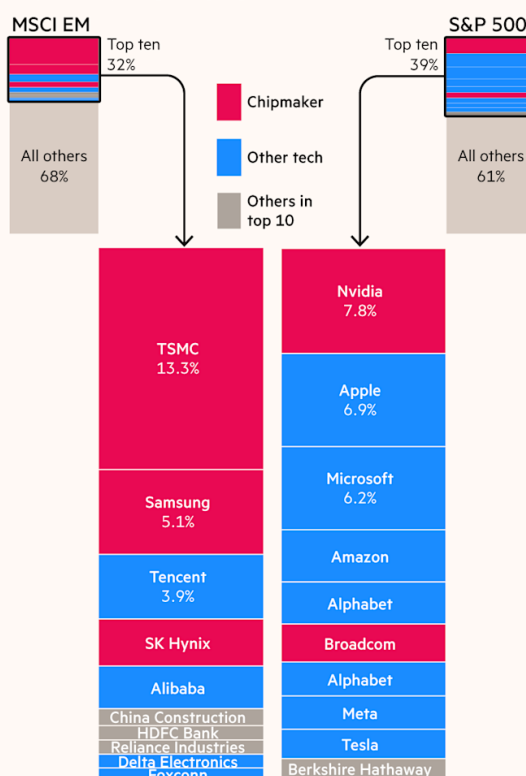 MSCI EM
S&P 500
Top ten
32%
Top ten
39%
Chipmaker
Other tech
Others in
top 10
All others
68%
All others
61%
TSMC
13.3%
Samsung
5.1%
Tencent
3.9%
SK Hynix
Alibaba
China Construction
HDFC Bank
Reliance Industries
Delta Electronics
Foxconn
Nvidia
7.8%
Apple
6.9%
Microsoft
6.2%
Amazon
Alphabet
Broadcom
Alphabet
Meta
Tesla
Berkshire Hathaway